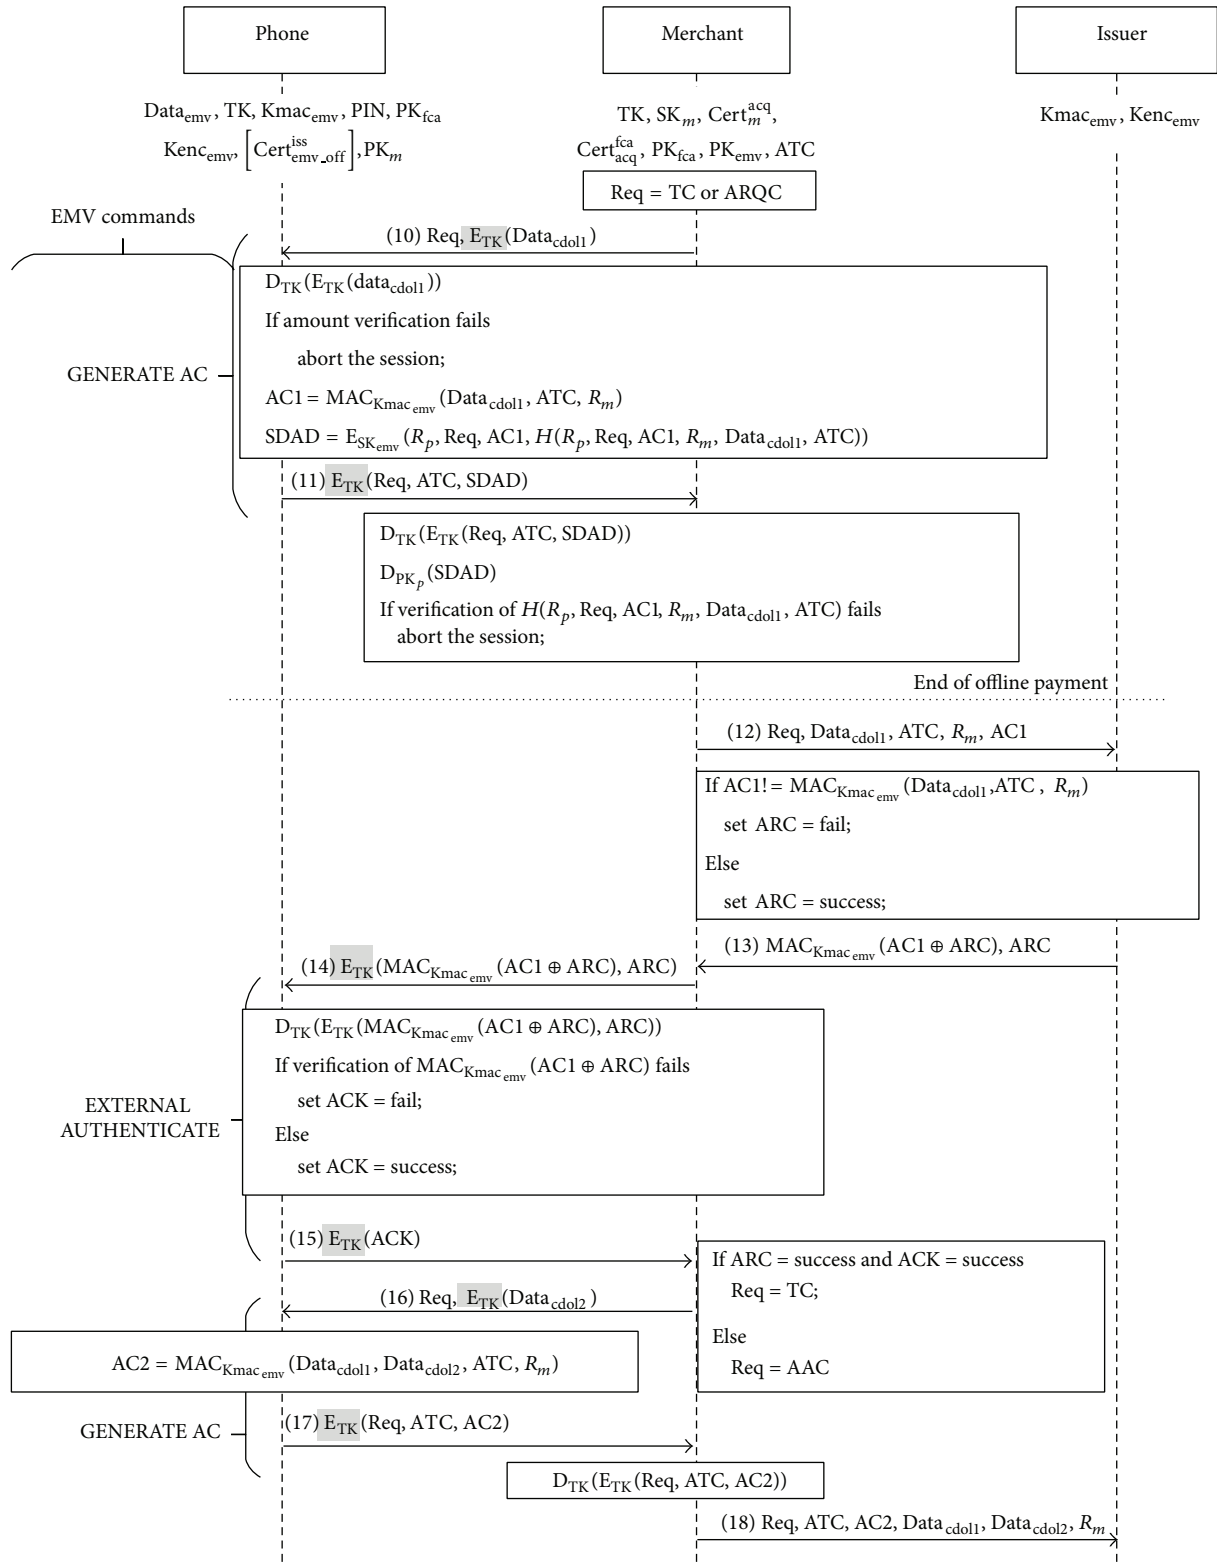 Phone
Merchant
Issuer
Data_emv, TK, Kmac_emv, PIN, PK_fca
Kenc_emv, [Cert^iss_emv_off], PK_m
TK, SK_m, Cert^acq_m,
Cert^fca_acq, PK_fca, PK_emv, ATC
Kmac_emv, Kenc_emv
Req = TC or ARQC
EMV commands
(10) Req, E_TK(Data_cdol1)
D_TK(E_TK(data_cdol1))
If amount verification fails
abort the session;
GENERATE AC
AC1 = MAC_Kmac_emv(Data_cdol1, ATC, R_m)
SDAD = E_SK_emv(R_p, Req, AC1, H(R_p, Req, AC1, R_m, Data_cdol1, ATC))
(11) E_TK(Req, ATC, SDAD)
D_TK(E_TK(Req, ATC, SDAD))
D_PK_p(SDAD)
If verification of H(R_p, Req, AC1, R_m, Data_cdol1, ATC) fails
abort the session;
End of offline payment
(12) Req, Data_cdol1, ATC, R_m, AC1
If AC1! = MAC_Kmac_emv(Data_cdol1,ATC , R_m)
set ARC = fail;
Else
set ARC = success;
(13) MAC_Kmac_emv(AC1 ⊕ ARC), ARC
(14) E_TK(MAC_Kmac_emv(AC1 ⊕ ARC), ARC)
D_TK(E_TK(MAC_Kmac_emv(AC1 ⊕ ARC), ARC))
If verification of MAC_Kmac_emv(AC1 ⊕ ARC) fails
set ACK = fail;
EXTERNAL
AUTHENTICATE
Else
set ACK = success;
(15) E_TK(ACK)
If ARC = success and ACK = success
Req = TC;
Else
Req = AAC
(16) Req, E_TK(Data_cdol2)
AC2 = MAC_Kmac_emv(Data_cdol1, Data_cdol2, ATC, R_m)
GENERATE AC
(17) E_TK(Req, ATC, AC2)
D_TK(E_TK(Req, ATC, AC2))
(18) Req, ATC, AC2, Data_cdol1, Data_cdol2, R_m